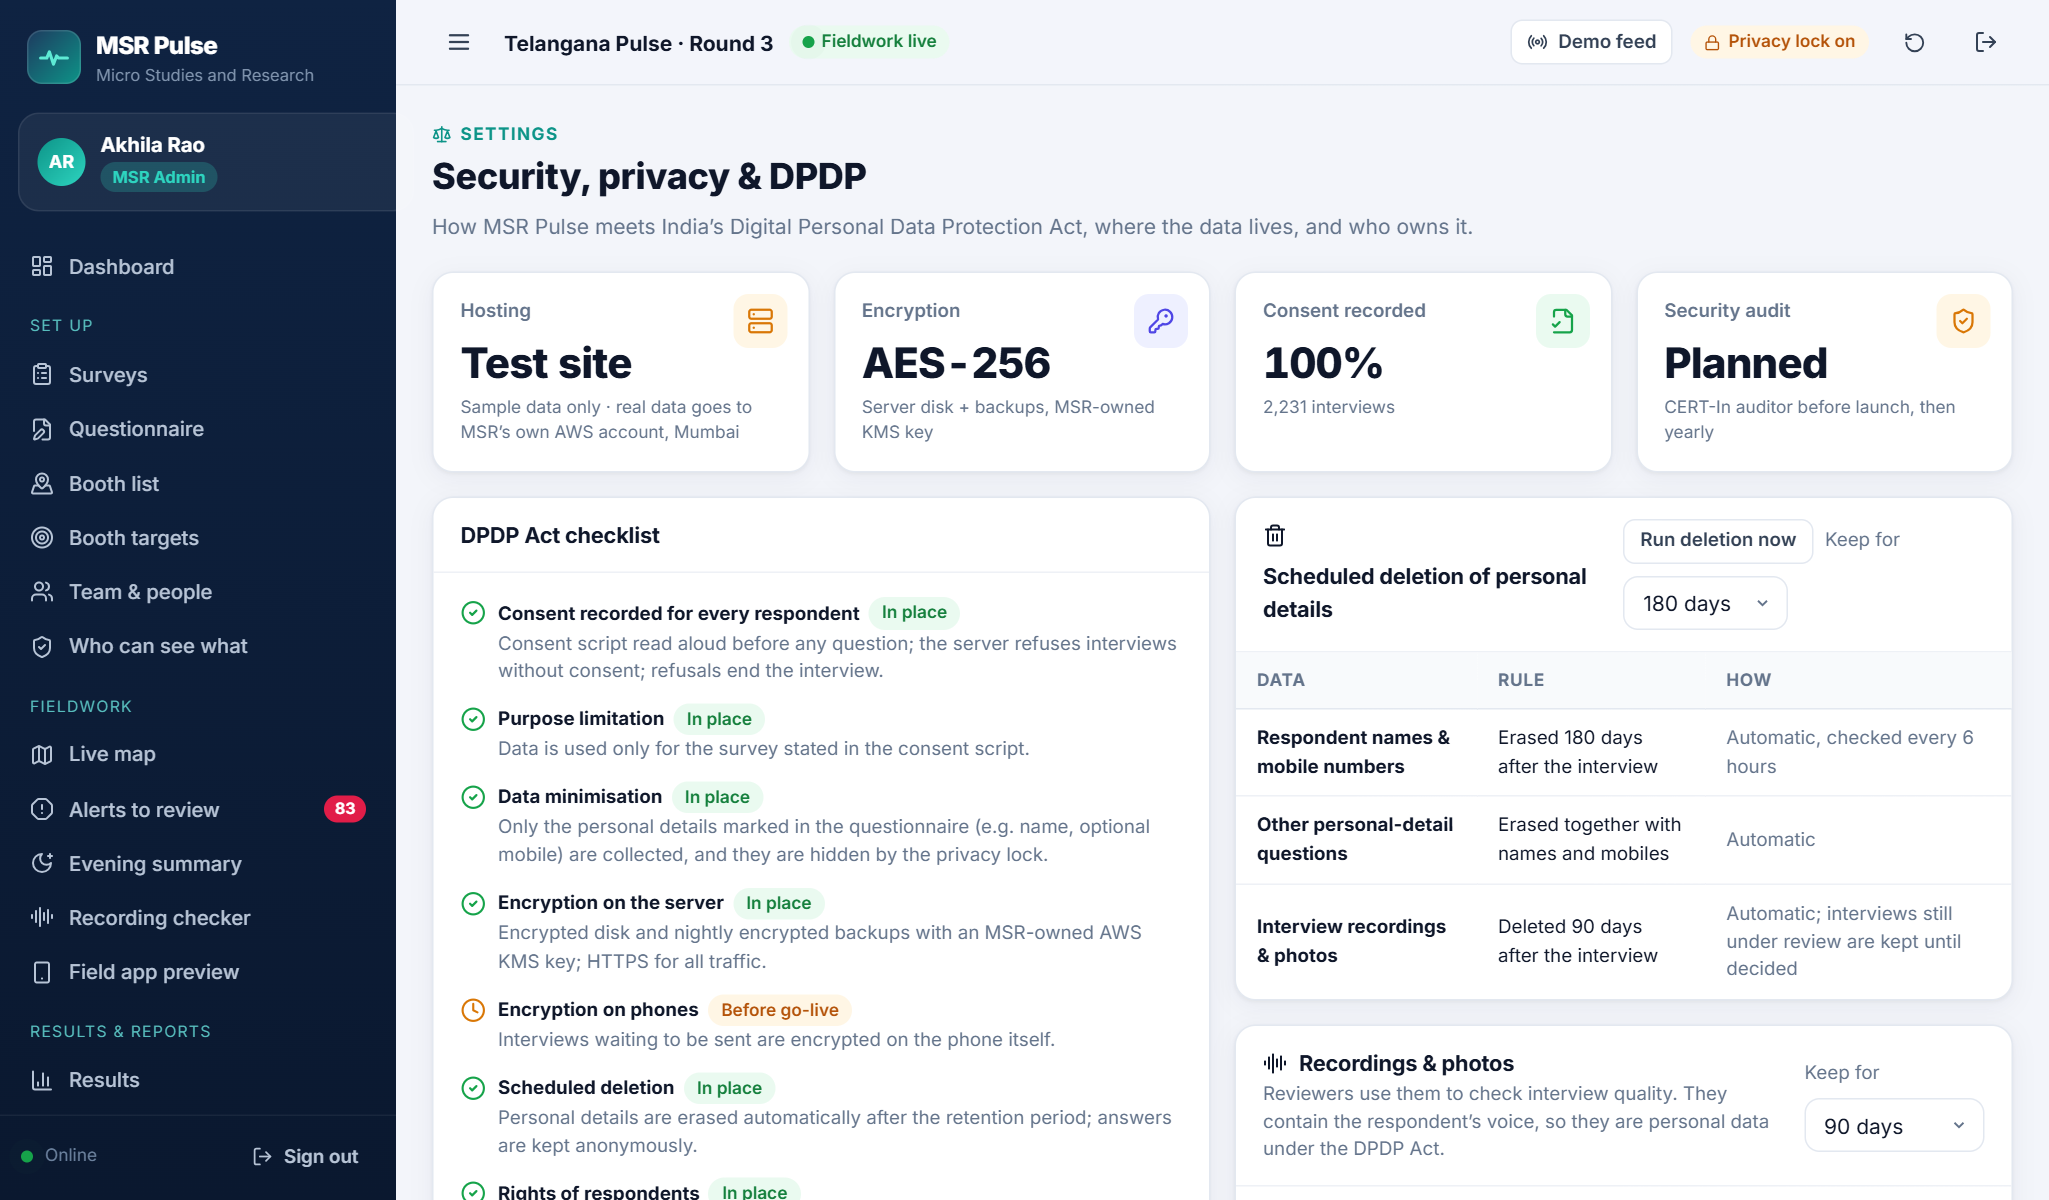 MSR Pulse
Micro Studies and Research
AR
Akhila Rao
MSR Admin
Dashboard
SET UP
Surveys
Questionnaire
Booth list
Booth targets
Team & people
Who can see what
FIELDWORK
Live map
Alerts to review
83
Evening summary
Recording checker
Field app preview
RESULTS & REPORTS
Results
Online
Sign out
Telangana Pulse · Round 3
Fieldwork live
Demo feed
Privacy lock on
SETTINGS
Security, privacy & DPDP
How MSR Pulse meets India’s Digital Personal Data Protection Act, where the data lives, and who owns it.
Hosting
Test site
Sample data only · real data goes to
MSR’s own AWS account, Mumbai
Encryption
AES-256
Server disk + backups, MSR-owned
KMS key
Consent recorded
100%
2,231 interviews
Security audit
Planned
CERT-In auditor before launch, then
yearly
DPDP Act checklist
Consent recorded for every respondent In place
Consent script read aloud before any question; the server refuses interviews
without consent; refusals end the interview.
Purpose limitation In place
Data is used only for the survey stated in the consent script.
Data minimisation In place
Only the personal details marked in the questionnaire (e.g. name, optional
mobile) are collected, and they are hidden by the privacy lock.
Encryption on the server In place
Encrypted disk and nightly encrypted backups with an MSR-owned AWS
KMS key; HTTPS for all traffic.
Encryption on phones Before go-live
Interviews waiting to be sent are encrypted on the phone itself.
Scheduled deletion In place
Personal details are erased automatically after the retention period; answers
are kept anonymously.
Rights of respondents In place
Scheduled deletion of personal
details
Run deletion now Keep for
180 days
DATA RULE HOW
Respondent names &
mobile numbers
Erased 180 days
after the interview
Automatic, checked every 6
hours
Other personal-detail
questions
Erased together with
names and mobiles
Automatic
Interview recordings
& photos
Deleted 90 days
after the interview
Automatic; interviews still
under review are kept until
decided
Recordings & photos
Reviewers use them to check interview quality. They
contain the respondent’s voice, so they are personal data
under the DPDP Act.
Keep for
90 days